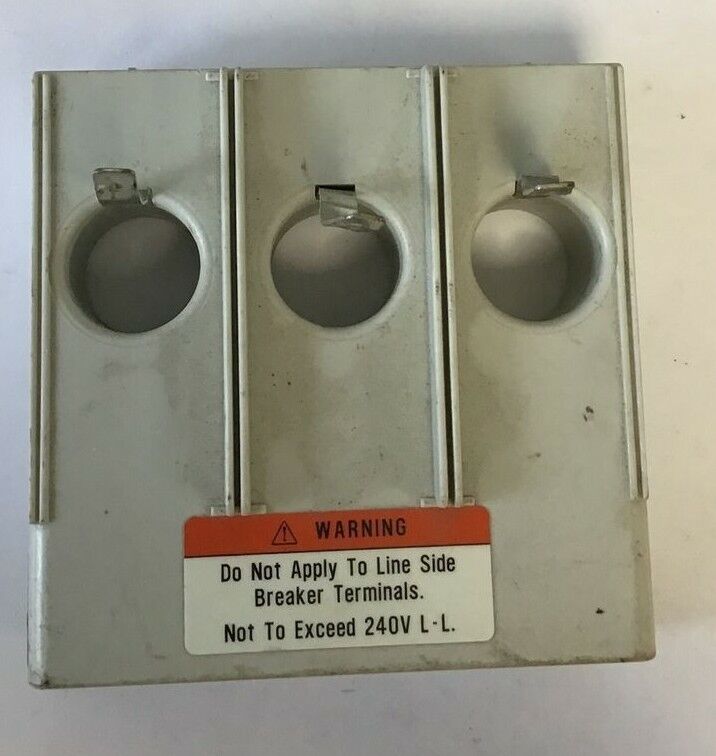 ⚠ WARNING
Do Not Apply To Line Side
Breaker Terminals.
Not To Exceed 240V L-L.